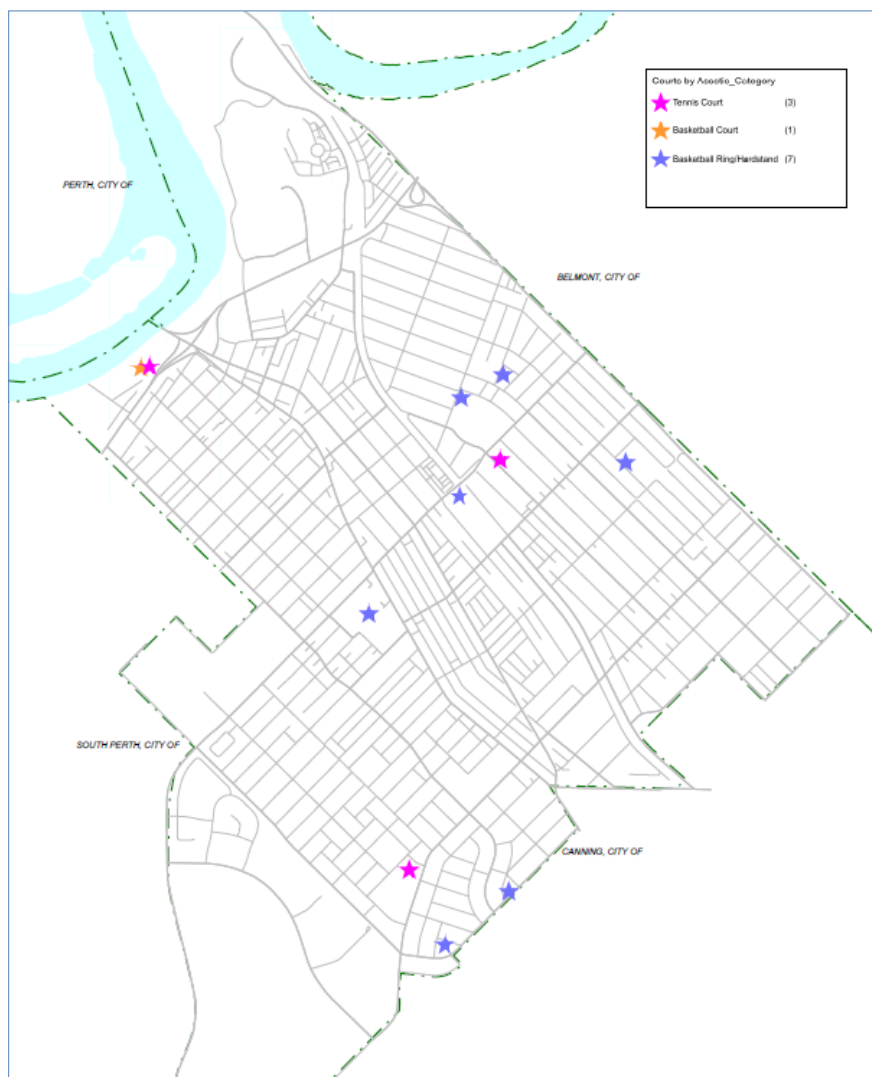 Courts by Assetic_Category
Tennis Court (3)
Basketball Court (1)
Basketball Ring/Hardstand (7)
PERTH, CITY OF
BELMONT, CITY OF
SOUTH PERTH, CITY OF
CANNING, CITY OF